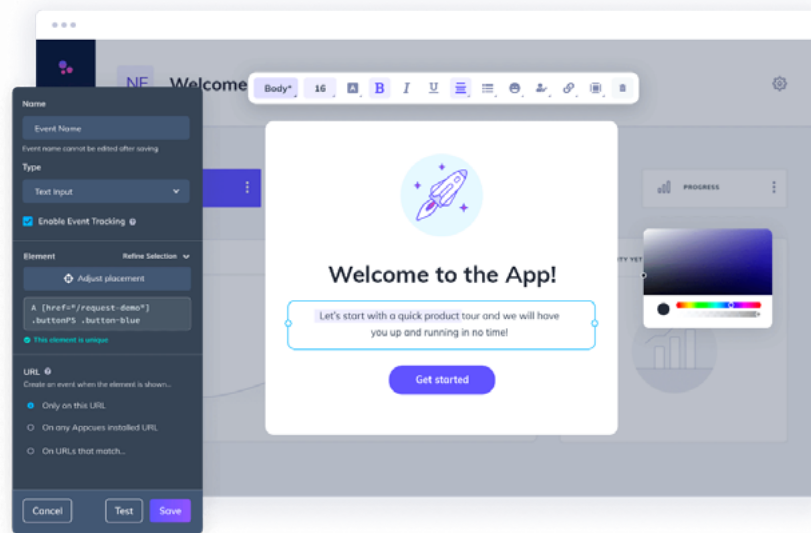 NE Welcome
Body*
16
A
B
I
U
Name
Event Name
Event name cannot be edited after saving
Type
Text Input
Enable Event Tracking
Element
Refine Selection
Adjust placement
A [href="/request-demo"]
.buttonPS .button-blue
This element is unique
URL
Create an event when the element is shown...
Only on this URL
On any Appcues installed URL
On URLs that match...
Cancel
Test
Save
Welcome to the App!
Let's start with a quick product tour and we will have
you up and running in no time!
Get started
PROGRESS
ITY YET